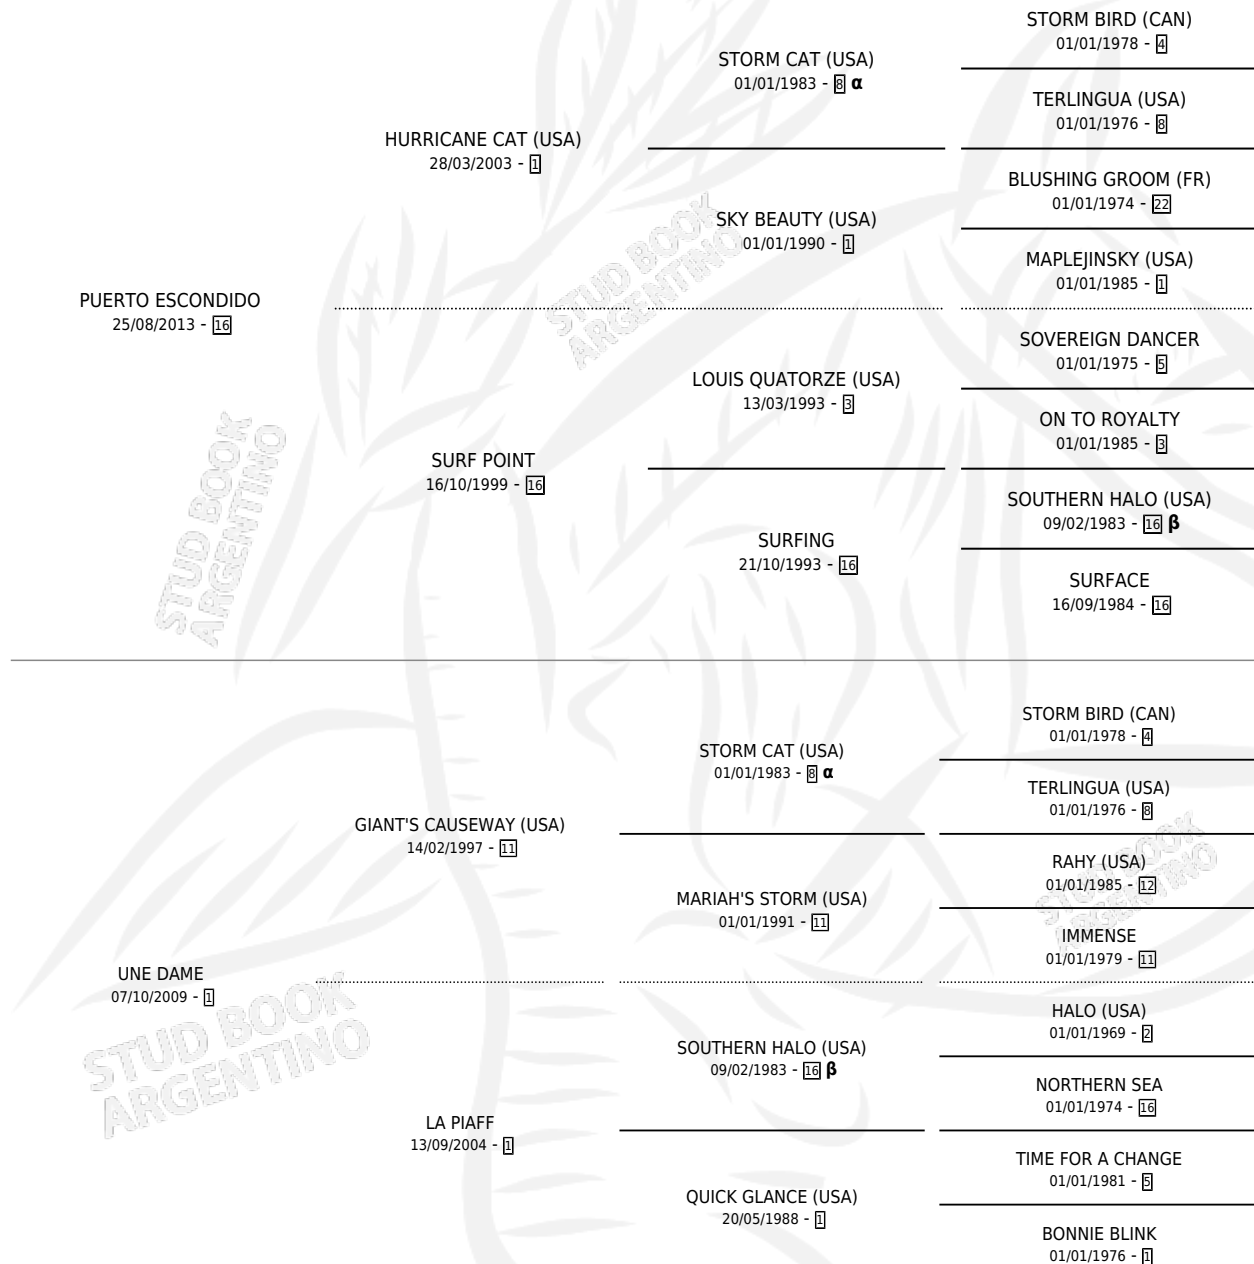 STORM BIRD (CAN)
01/01/1978 - 4
STORM CAT (USA)
01/01/1983 - 8 α
TERLINGUA (USA)
01/01/1976 - 8
HURRICANE CAT (USA)
28/03/2003 - 1
BLUSHING GROOM (FR)
01/01/1974 - 22
SKY BEAUTY (USA)
01/01/1990 - 1
MAPLEJINSKY (USA)
01/01/1985 - 1
PUERTO ESCONDIDO
25/08/2013 - 16
SOVEREIGN DANCER
01/01/1975 - 5
LOUIS QUATORZE (USA)
13/03/1993 - 3
ON TO ROYALTY
01/01/1985 - 3
SURF POINT
16/10/1999 - 16
SOUTHERN HALO (USA)
09/02/1983 - 16 β
SURFING
21/10/1993 - 16
SURFACE
16/09/1984 - 16
STUD BOOK
ARGENTINO
STUD BOOK
ARGENTINO
STORM BIRD (CAN)
01/01/1978 - 4
STORM CAT (USA)
01/01/1983 - 8 α
TERLINGUA (USA)
01/01/1976 - 8
GIANT'S CAUSEWAY (USA)
14/02/1997 - 11
RAHY (USA)
01/01/1985 - 12
MARIAH'S STORM (USA)
01/01/1991 - 11
IMMENSE
01/01/1979 - 11
UNE DAME
07/10/2009 - 1
HALO (USA)
01/01/1969 - 2
SOUTHERN HALO (USA)
09/02/1983 - 16 β
NORTHERN SEA
01/01/1974 - 16
LA PIAFF
13/09/2004 - 1
TIME FOR A CHANGE
01/01/1981 - 5
QUICK GLANCE (USA)
20/05/1988 - 1
BONNIE BLINK
01/01/1976 - 1
STUD BOOK
ARGENTINO
STUD BOOK
ARGENTINO